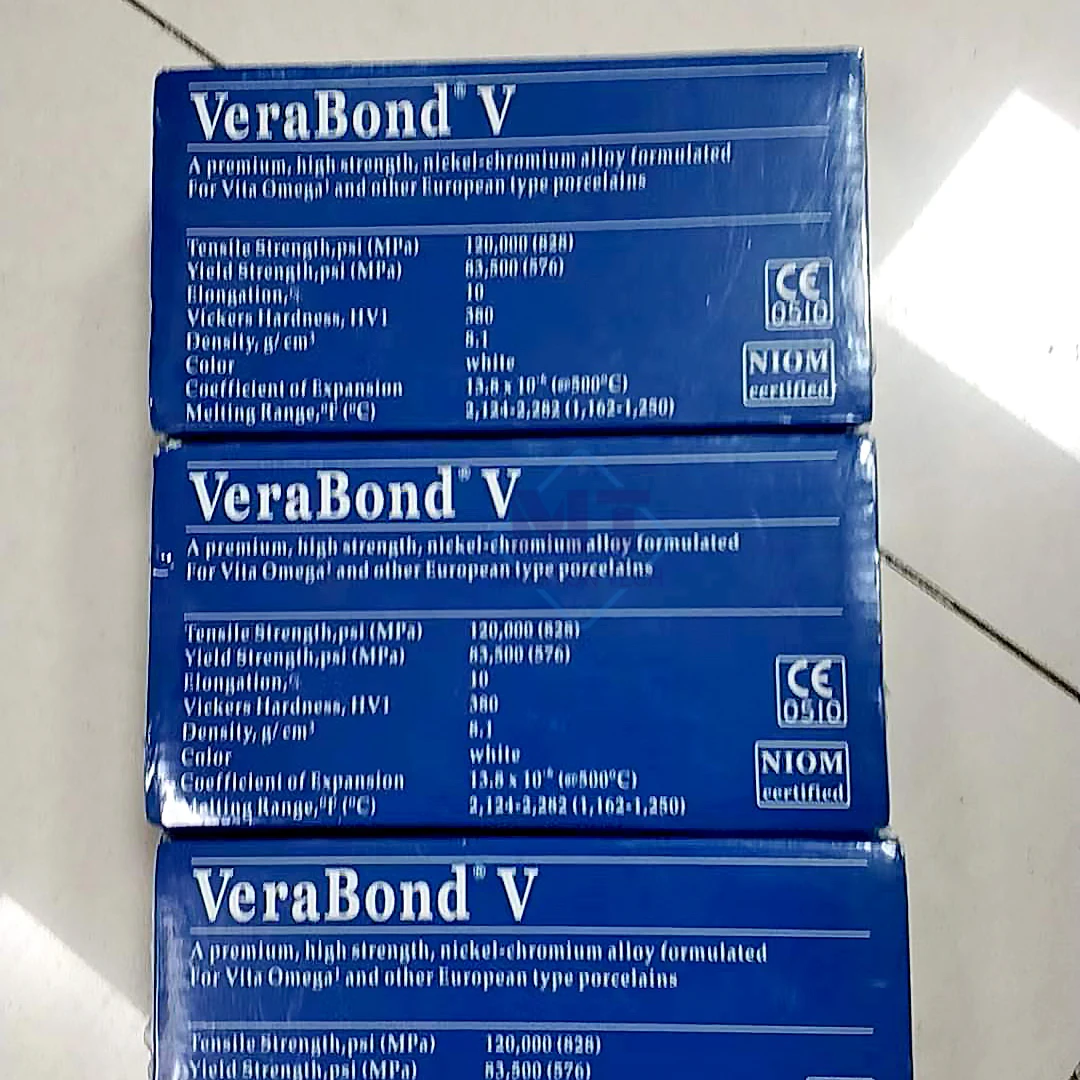 VeraBond® V
A premium, high strength, nickel-chromium alloy formulated
For Vita Omega¹ and other European type porcelains
Tensile Strength,psi (MPa) 120,000 (828)
Yield Strength,psi (MPa) 83,500 (576)
Elongation,% 10
Vickers Hardness, HV1 380
Density, g/cm³ 8.1
Color white
Coefficient of Expansion 13.8 x 10⁻⁶ (@500°C)
Melting Range,°F (°C) 2,124-2,282 (1,162-1,250)
CE
0510
NIOM
certified
VeraBond® V
A premium, high strength, nickel-chromium alloy formulated
For Vita Omega¹ and other European type porcelains
Tensile Strength,psi (MPa) 120,000 (828)
Yield Strength,psi (MPa) 83,500 (576)
Elongation,% 10
Vickers Hardness, HV1 380
Density, g/cm³ 8.1
Color white
Coefficient of Expansion 13.8 x 10⁻⁶ (@500°C)
Melting Range,°F (°C) 2,124-2,282 (1,162-1,250)
CE
0510
NIOM
certified
MT
VeraBond® V
A premium, high strength, nickel-chromium alloy formulated
For Vita Omega¹ and other European type porcelains
Tensile Strength,psi (MPa) 120,000 (828)
Yield Strength,psi (MPa) 83,500 (576)